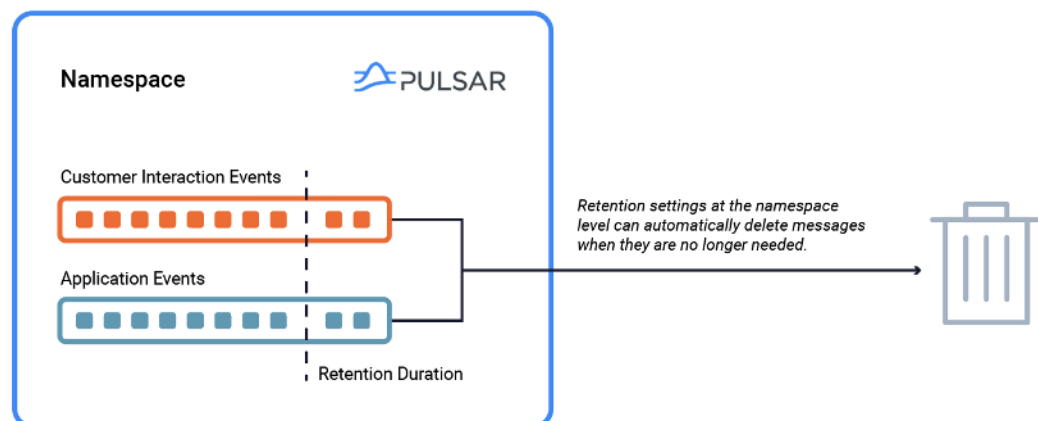 Namespace
PULSAR
Customer Interaction Events
Retention settings at the namespace
level can automatically delete messages
when they are no longer needed.
Application Events
Retention Duration